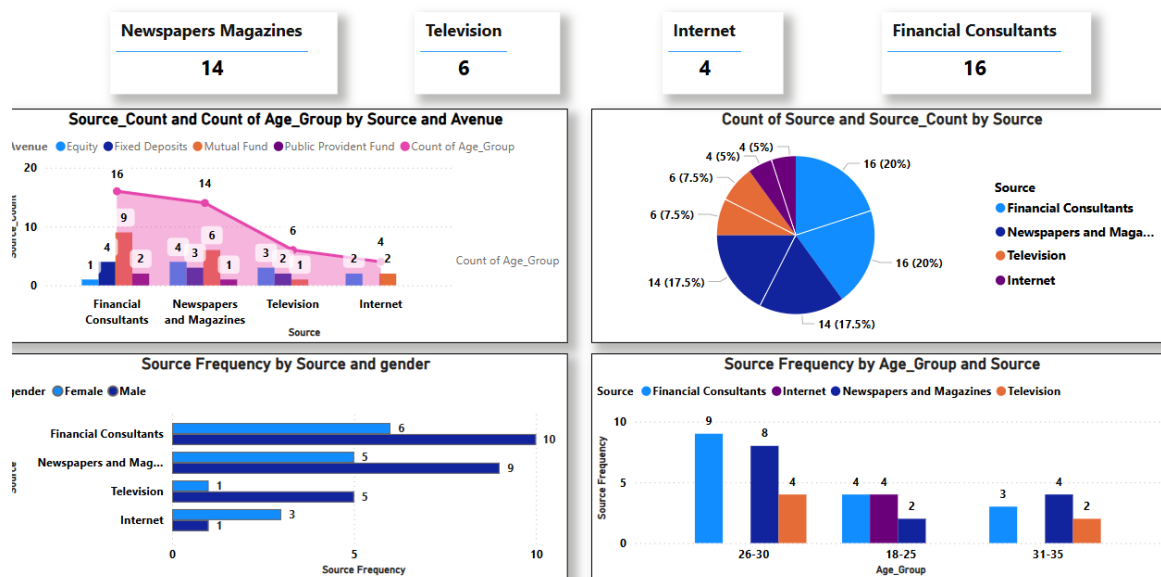 Newspapers Magazines
14
Television
6
Internet
4
Financial Consultants
16
Source_Count and Count of Age_Group by Source and Avenue
Avenue Equity Fixed Deposits Mutual Fund Public Provident Fund Count of Age_Group
20
10
0
Source_Count
16
14
6
4
1
4
9
2
4
3
6
1
3
2
1
2
2
Count of Age_Group
Financial Consultants
Newspapers and Magazines
Television
Internet
Source
Count of Source and Source_Count by Source
4 (5%)
4 (5%)
6 (7.5%)
6 (7.5%)
14 (17.5%)
14 (17.5%)
16 (20%)
16 (20%)
Source
Financial Consultants
Newspapers and Maga...
Television
Internet
Source Frequency by Source and gender
gender Female Male
Source
Financial Consultants
6
10
Newspapers and Mag...
5
9
Television
1
5
Internet
3
1
0
5
10
Source Frequency
Source Frequency by Age_Group and Source
Source Financial Consultants Internet Newspapers and Magazines Television
Source Frequency
10
5
0
9
8
4
4
4
2
3
4
2
26-30
18-25
31-35
Age_Group